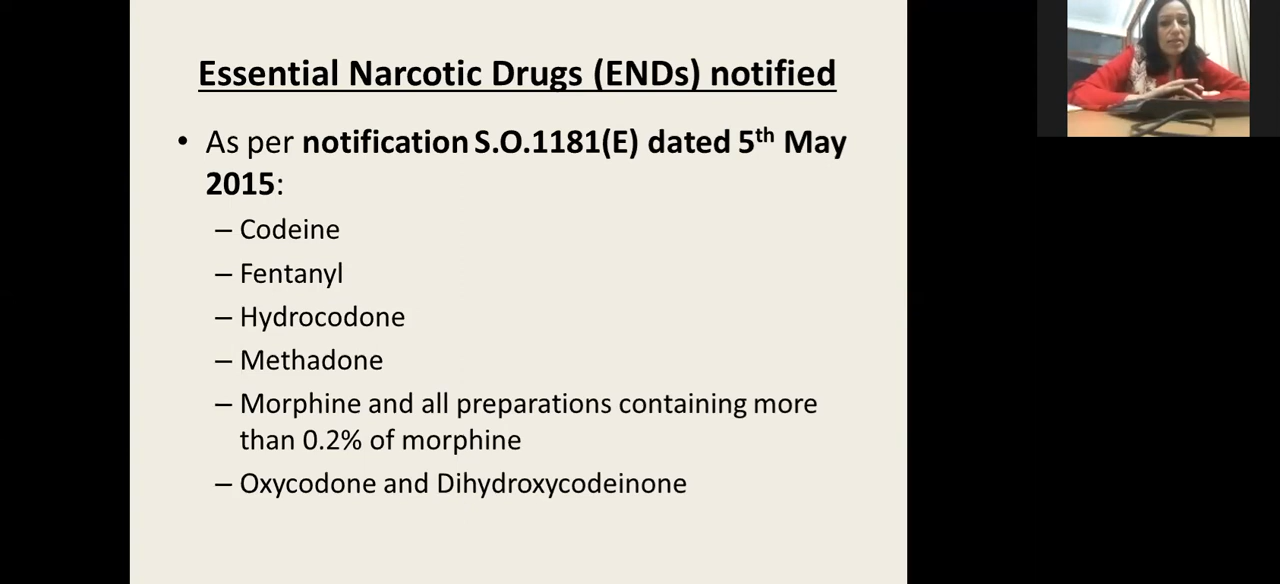 Essential Narcotic Drugs (ENDs) notified
• As per notification S.O.1181(E) dated 5th May
2015:
– Codeine
– Fentanyl
– Hydrocodone
– Methadone
– Morphine and all preparations containing more
than 0.2% of morphine
– Oxycodone and Dihydroxycodeinone